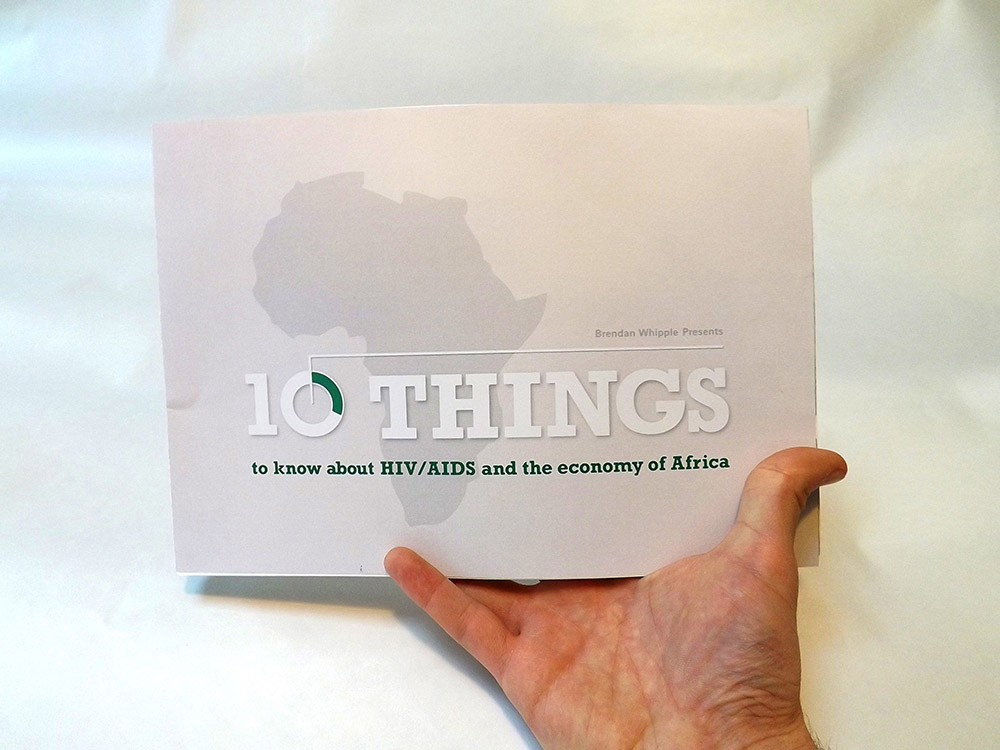 Brendan Whipple Presents
10 THINGS
to know about HIV/AIDS and the economy of Africa